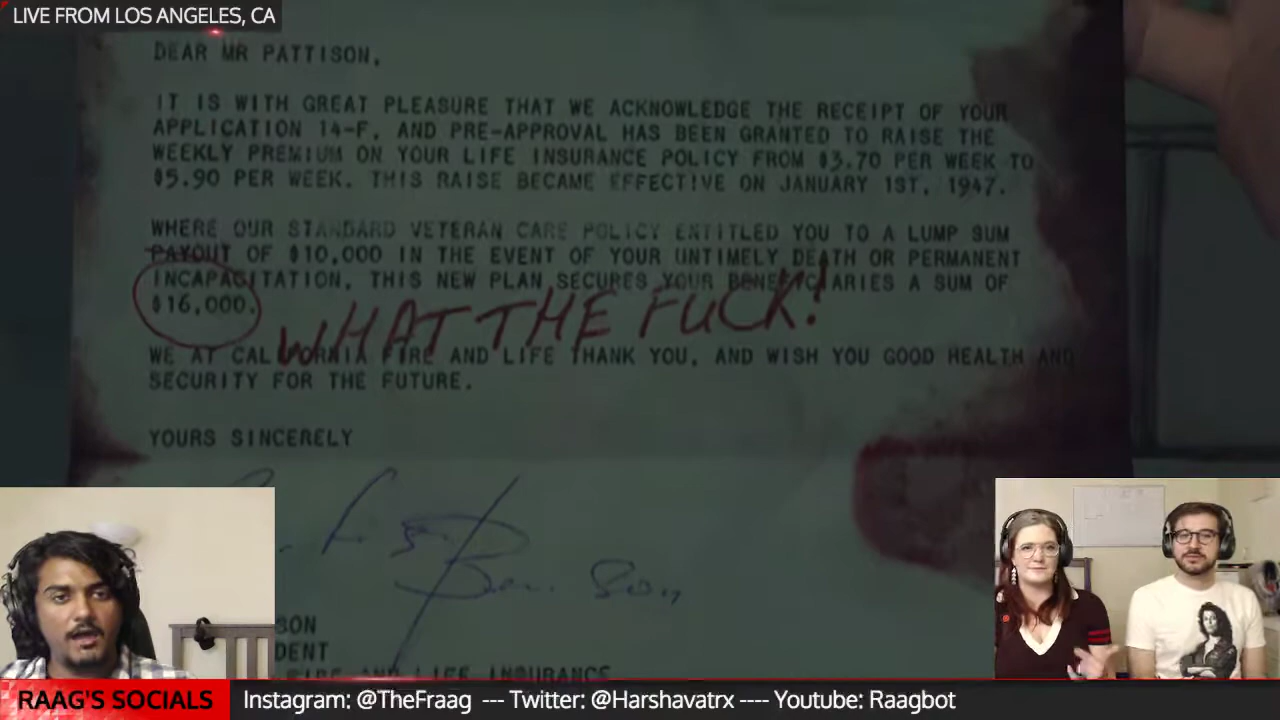 LIVE FROM LOS ANGELES, CA
DEAR MR PATTISON,
IT IS WITH GREAT PLEASURE THAT WE ACKNOWLEDGE THE RECEIPT OF YOUR
APPLICATION 14-F, AND PRE-APPROVAL HAS BEEN GRANTED TO RAISE THE
WEEKLY PREMIUM ON YOUR LIFE INSURANCE POLICY FROM $3.70 PER WEEK TO
$5.90 PER WEEK. THIS RAISE BECAME EFFECTIVE ON JANUARY 1ST, 1947.
WHERE OUR STANDARD VETERAN CARE POLICY ENTITLED YOU TO A LUMP SUM
PAYOUT OF $10,000 IN THE EVENT OF YOUR UNTIMELY DEATH OR PERMANENT
INCAPACITATION, THIS NEW PLAN SECURES YOUR BENEFICIARIES A SUM OF
$16,000.
WHAT THE FUCK!
WE AT CALIFORNIA FIRE AND LIFE THANK YOU, AND WISH YOU GOOD HEALTH AND
SECURITY FOR THE FUTURE.
YOURS SINCERELY
SON
DENT
FIRE AND LIFE INSURANCE
RAAG'S SOCIALS
Instagram: @TheFraag --- Twitter: @Harshavatrx ---- Youtube: Raagbot